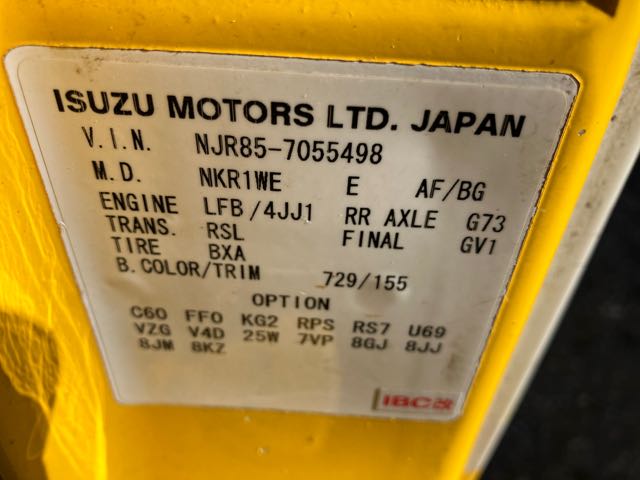 ISUZU MOTORS LTD. JAPAN
V.I.N. NJR85-7055498
M.D. NKR1WE E AF/BG
ENGINE LFB/4JJ1 RR AXLE G73
TRANS. RSL FINAL GV1
TIRE BXA
B.COLOR/TRIM 729/155
OPTION
C60 FF0 KG2 RPS RS7 U69
VZG V4D 25W 7VP 8GJ 8JJ
8JM 8KZ
IBC